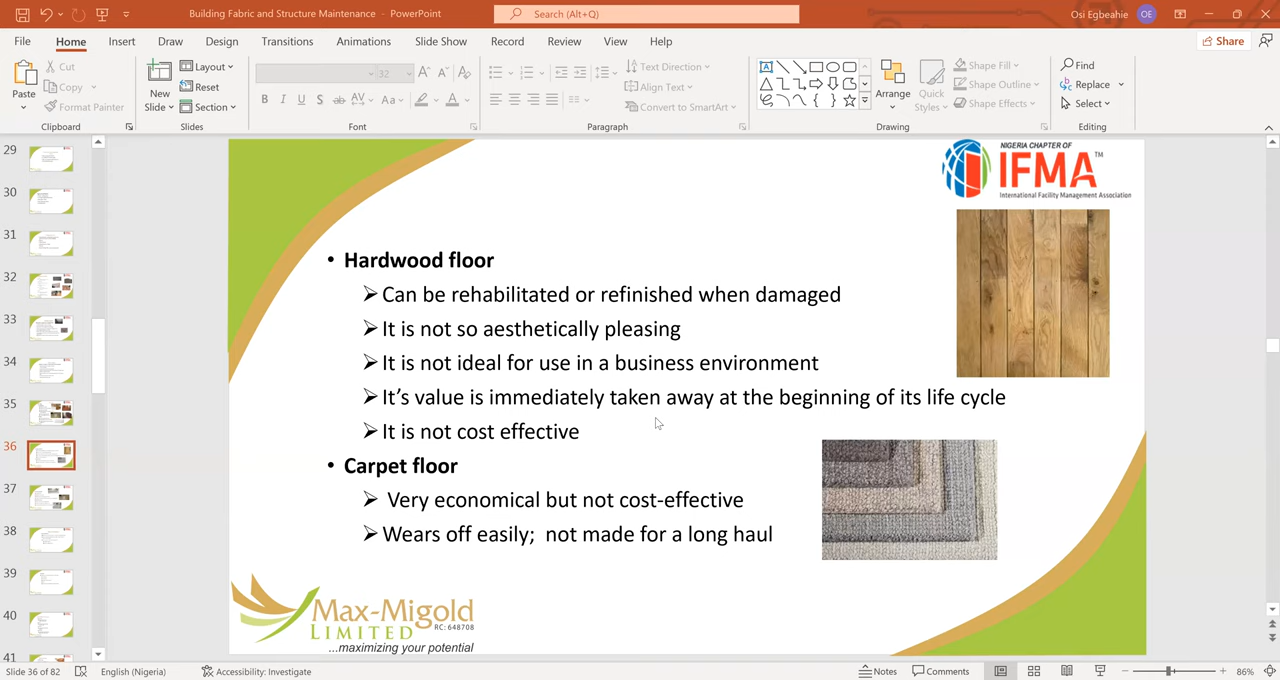 Building Fabric and Structure Maintenance - PowerPoint
Search (Alt+Q)
Osi Egbeahie
OE
File
Home
Insert
Draw
Design
Transitions
Animations
Slide Show
Record
Review
View
Help
Share
Paste
Cut
Copy
Format Painter
Clipboard
New
Slide
Layout
Reset
Section
Slides
32
B
I
U
S
ab
AV
Aa
A
Font
Text Direction
Align Text
Convert to SmartArt
Paragraph
Arrange
Quick
Styles
Shape Fill
Shape Outline
Shape Effects
Drawing
Find
Replace
Select
Editing
29
30
31
32
33
34
35
36
37
38
39
40
41
NIGERIA CHAPTER OF
IFMA™
International Facility Management Association
• Hardwood floor
➢Can be rehabilitated or refinished when damaged
➢It is not so aesthetically pleasing
➢It is not ideal for use in a business environment
➢It's value is immediately taken away at the beginning of its life cycle
➢It is not cost effective
• Carpet floor
➢ Very economical but not cost-effective
➢Wears off easily;  not made for a long haul
Max-Migold
LIMITED
RC: 648708
...maximizing your potential
Slide 36 of 82
English (Nigeria)
Accessibility: Investigate
Notes
Comments
86%